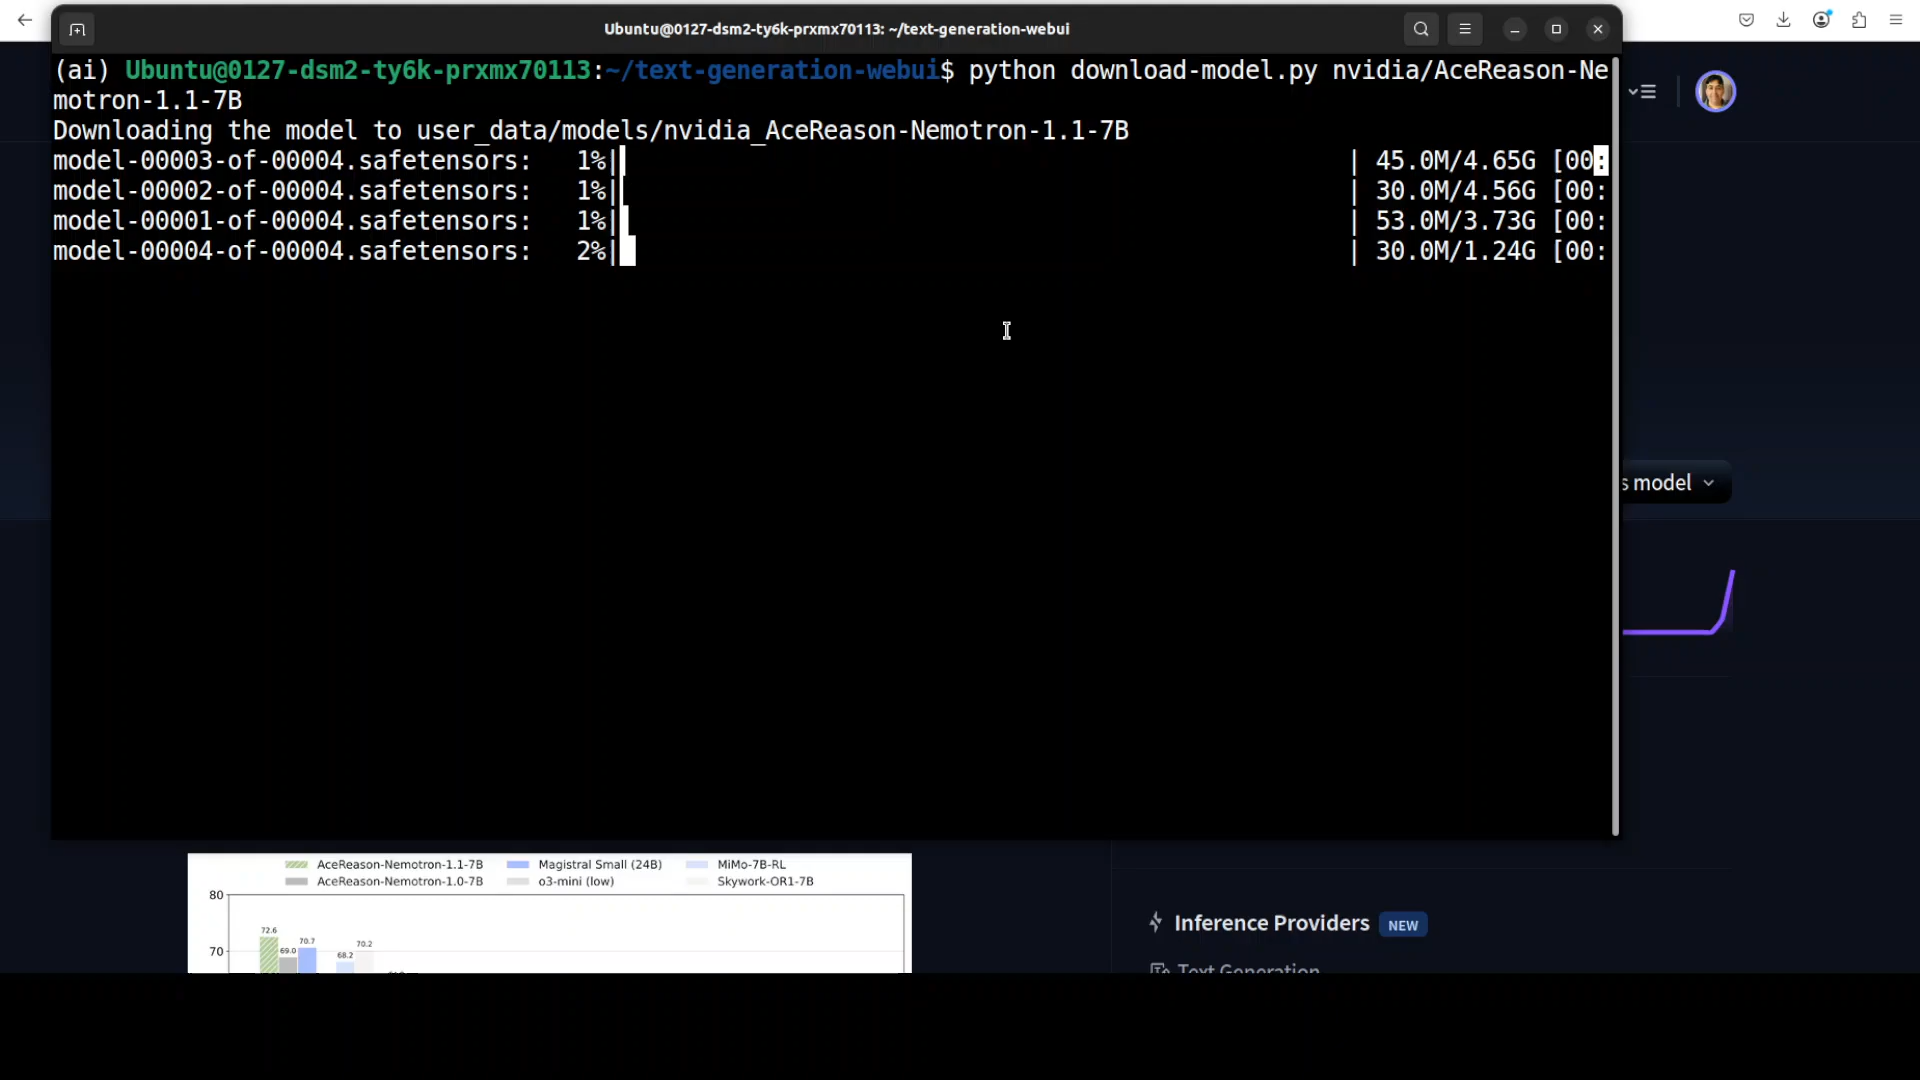 Ubuntu@0127-dsm2-ty6k-prxmx70113: ~/text-generation-webui
(ai) Ubuntu@0127-dsm2-ty6k-prxmx70113:~/text-generation-webui$ python download-model.py nvidia/AceReason-Ne
motron-1.1-7B
Downloading the model to user_data/models/nvidia_AceReason-Nemotron-1.1-7B
model-00003-of-00004.safetensors:   1%| | 45.0M/4.65G [00:
model-00002-of-00004.safetensors:   1%| | 30.0M/4.56G [00:
model-00001-of-00004.safetensors:   1%| | 53.0M/3.73G [00:
model-00004-of-00004.safetensors:   2%| | 30.0M/1.24G [00:
s model
AceReason-Nemotron-1.1-7B Magistral Small (24B) MiMo-7B-RL
AceReason-Nemotron-1.0-7B o3-mini (low) Skywork-OR1-7B
80
72.6
69.0
70.7
68.2
70.2
70
Inference Providers NEW
Text Generation